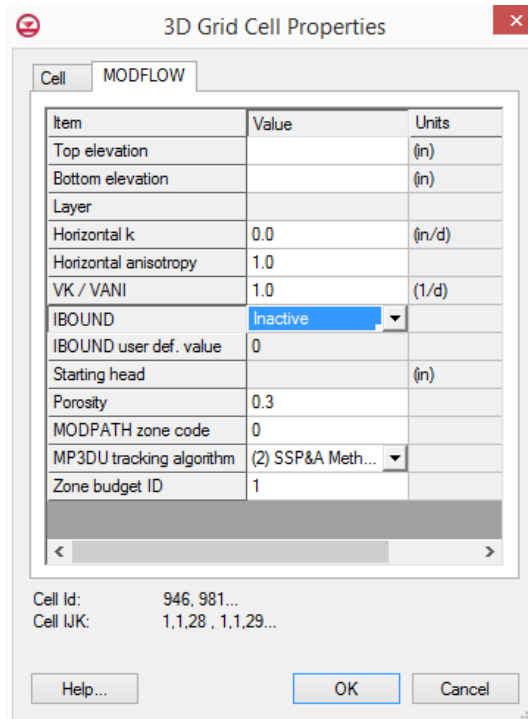 3D Grid Cell Properties
Cell MODFLOW
Item Value Units
Top elevation (in)
Bottom elevation (in)
Layer
Horizontal k 0.0 (in/d)
Horizontal anisotropy 1.0
VK / VANI 1.0 (1/d)
IBOUND Inactive
IBOUND user def. value 0
Starting head (in)
Porosity 0.3
MODPATH zone code 0
MP3DU tracking algorithm (2) SSP&A Meth...
Zone budget ID 1
Cell Id: 946, 981...
Cell IJK: 1,1,28 , 1,1,29...
Help... OK Cancel